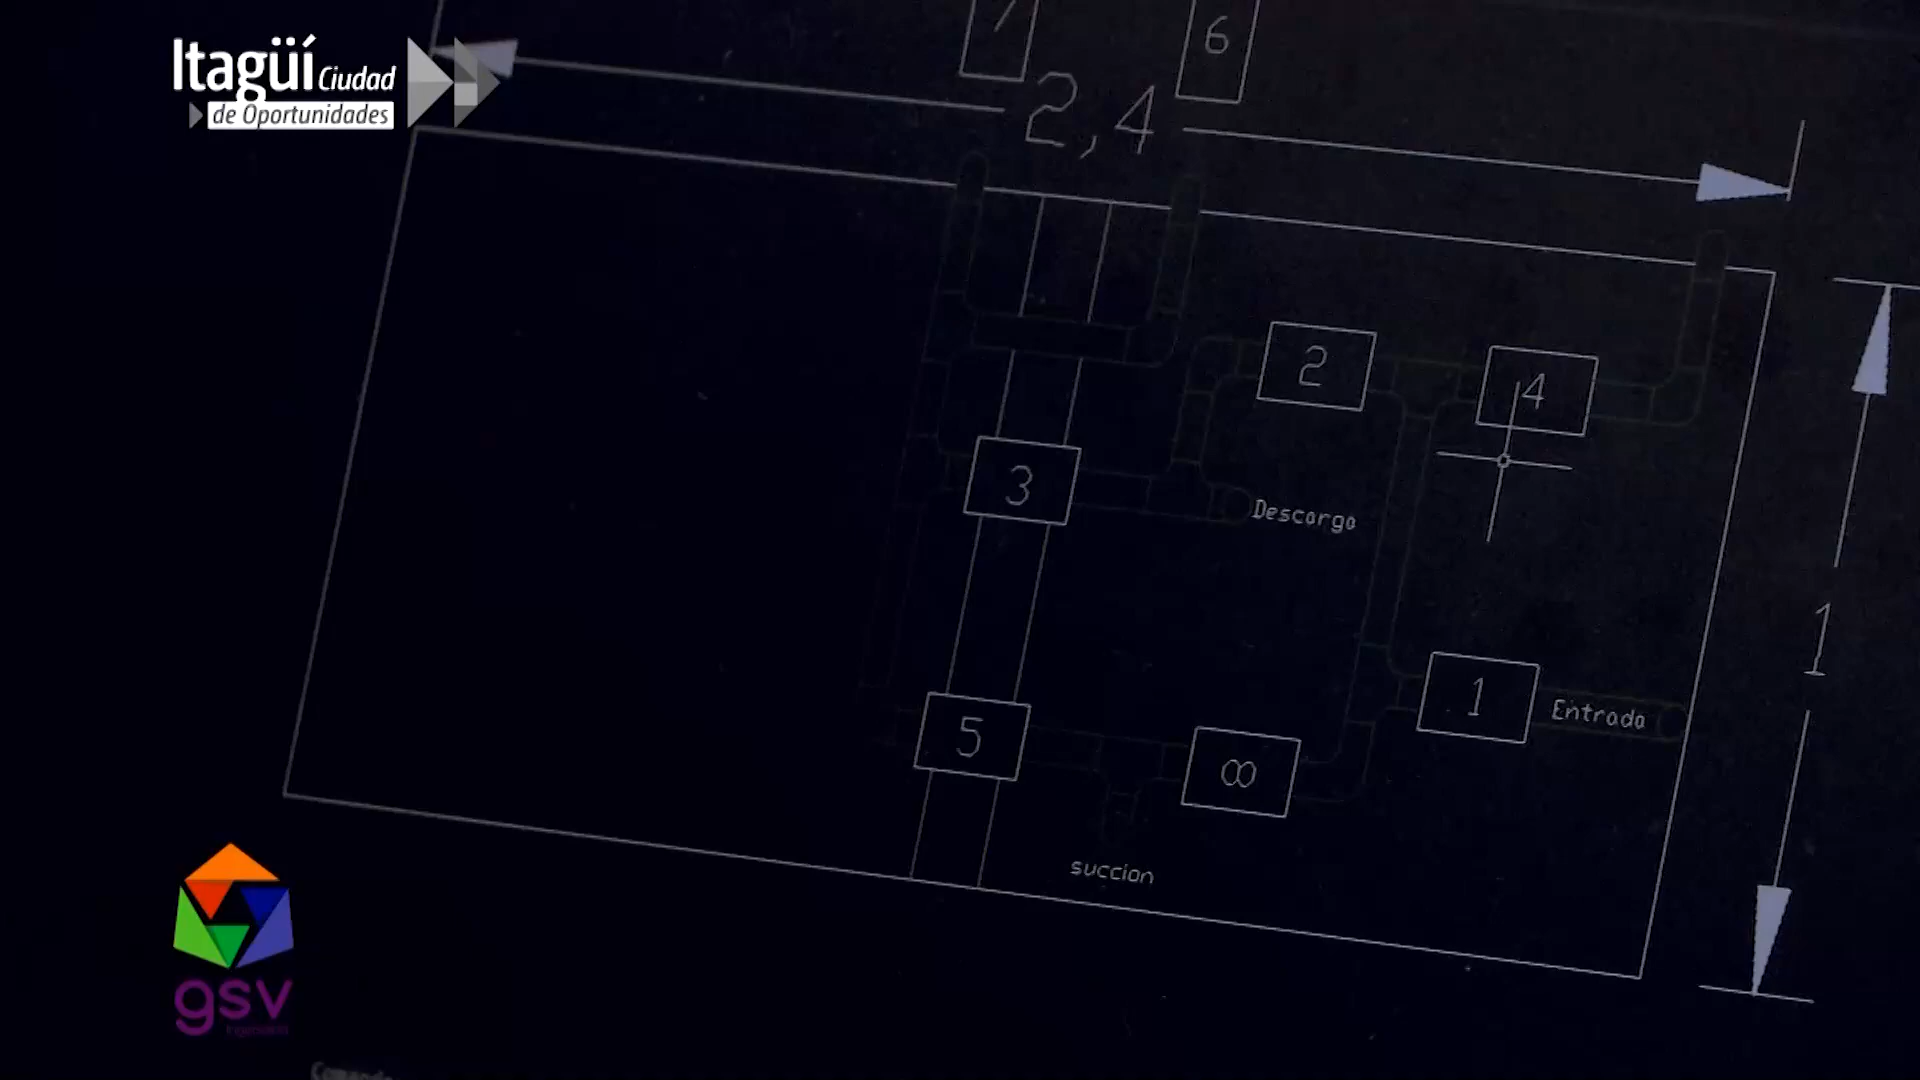 Itagüí Ciudad
de Oportunidades
7
6
2,4
2
4
3
Descarga
1
1
Entrada
5
8
succion
gsv